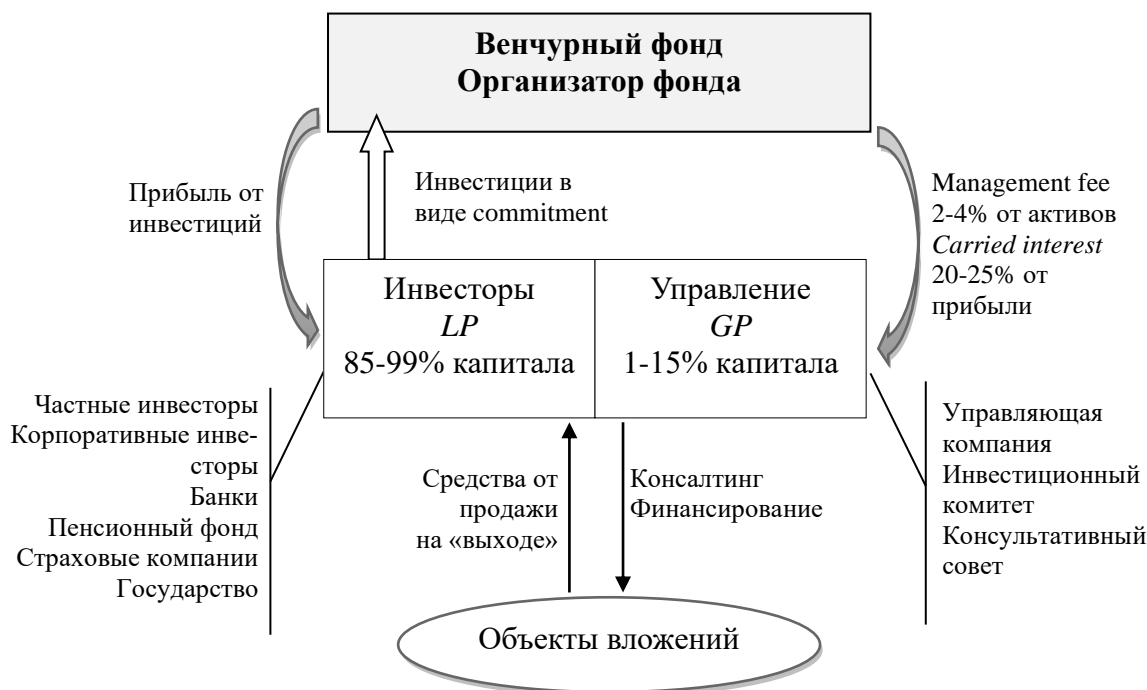 Венчурный фонд
Организатор фонда
Прибыль от
инвестиций
Инвестиции в
виде commitment
Management fee
2-4% от активов
Carried interest
20-25% от
прибыли
Инвесторы
LP
85-99% капитала
Управление
GP
1-15% капитала
Частные инвесторы
Корпоративные инве-
сторы
Банки
Пенсионный фонд
Страховые компании
Государство
Средства от
продажи
на «выходе»
Консалтинг
Финансирование
Управляющая
компания
Инвестиционный
комитет
Консультативный
совет
Объекты вложений